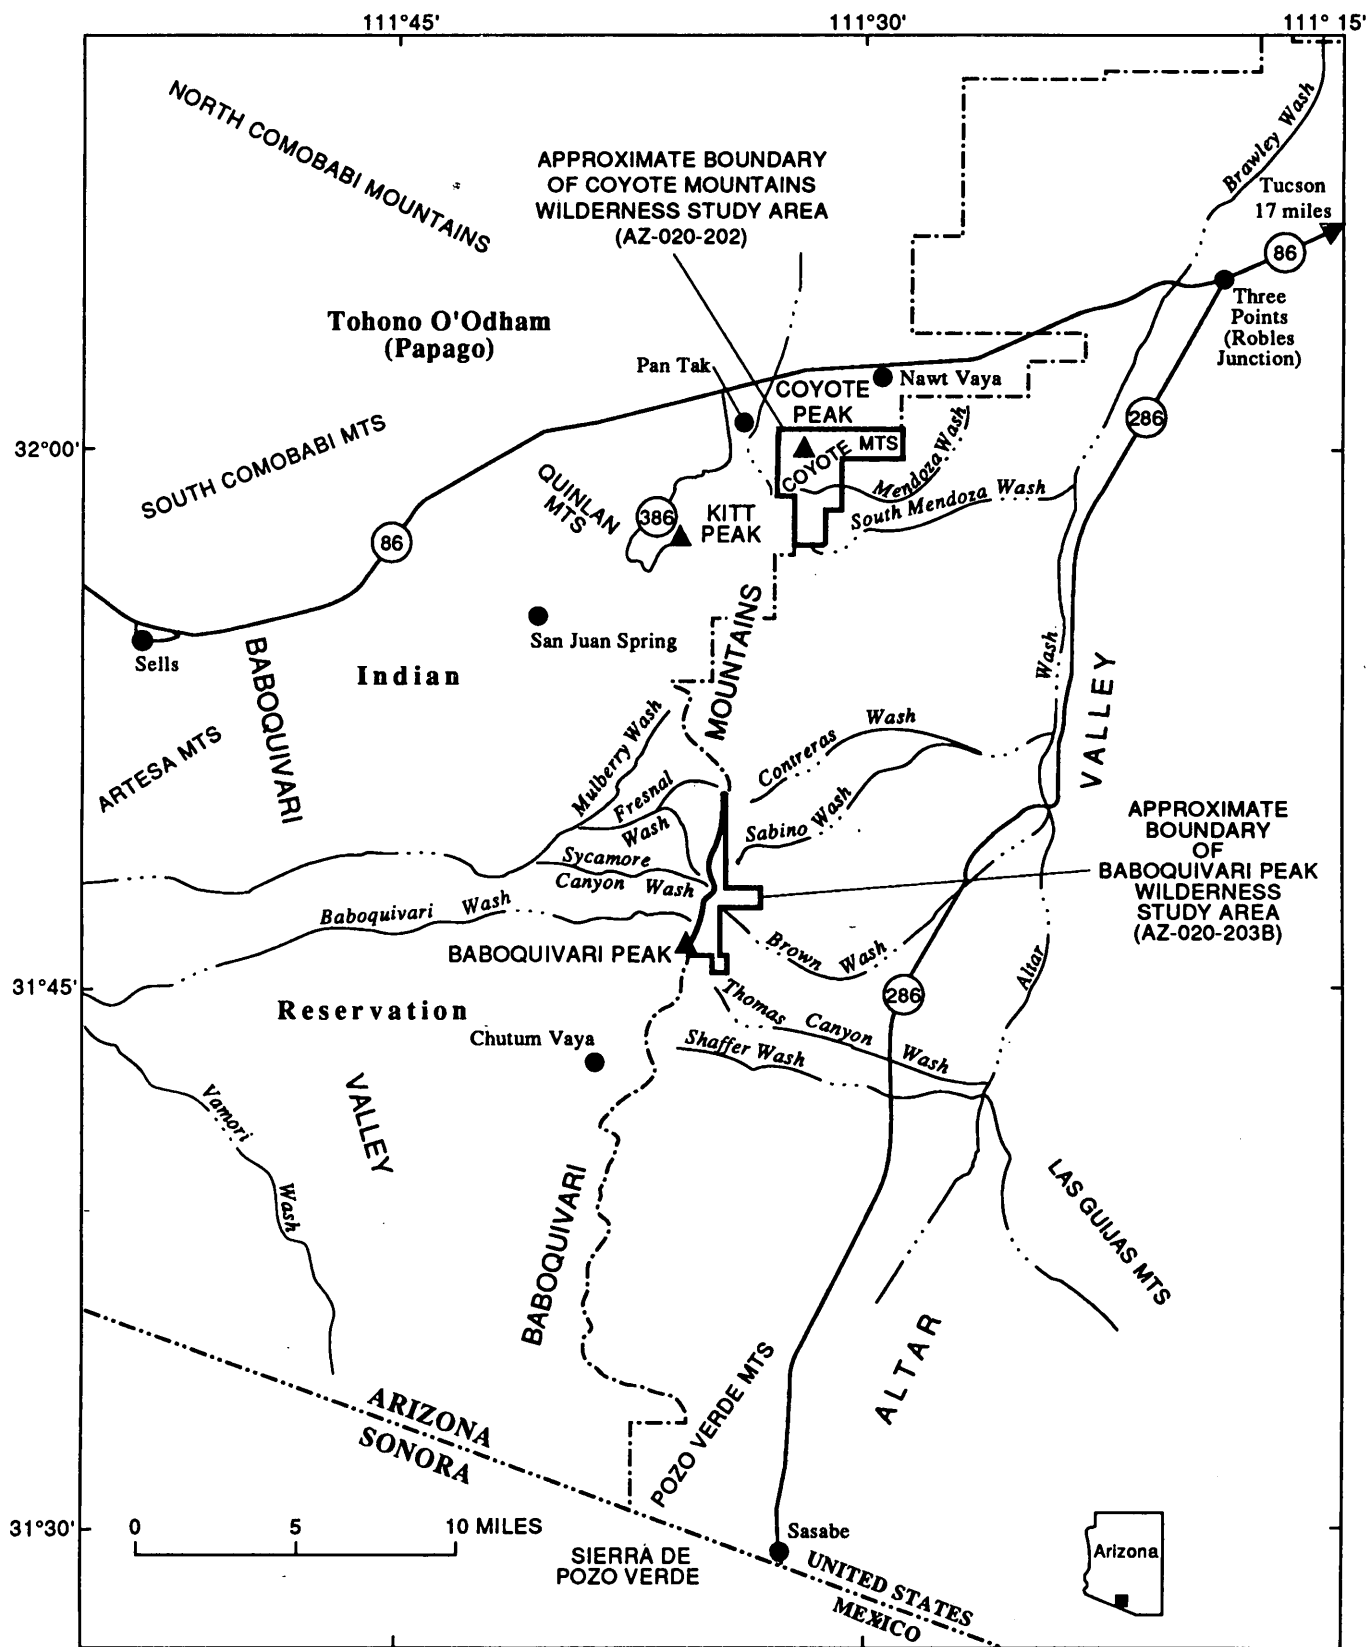 111°45'
111°30'
111° 15'
NORTH COMOBABI MOUNTAINS
APPROXIMATE BOUNDARY
OF COYOTE MOUNTAINS
WILDERNESS STUDY AREA
(AZ-020-202)
Brawley Wash
Tucson
17 miles
86
Three
Points
(Robles
Junction)
Tohono O'Odham
(Papago)
Pan Tak
Nawt Vaya
COYOTE
PEAK
286
32°00'
SOUTH COMOBABI MTS
COYOTE MTS
Mendoza Wash
South Mendoza Wash
QUINLAN
MTS
386
KITT
PEAK
86
San Juan Spring
Sells
Indian
BABOQUIVARI
MOUNTAINS
Wash
VALLEY
ARTESA MTS
Mulberry Wash
Contreras Wash
Fresnal
Wash
Sabino Wash
APPROXIMATE
BOUNDARY
OF
BABOQUIVARI PEAK
WILDERNESS
STUDY AREA
(AZ-020-203B)
Sycamore
Canyon Wash
Baboquivari Wash
BABOQUIVARI PEAK
Brown Wash
Altar
31°45'
286
Reservation
Thomas Canyon Wash
Chutum Vaya
Shaffer Wash
Vamori Wash
VALLEY
BABOQUIVARI
LAS GUIJAS MTS
ALTAR
POZO VERDE MTS
ARIZONA
SONORA
31°30'
0 5 10 MILES
SIERRA DE
POZO VERDE
Sasabe
UNITED STATES
MEXICO
Arizona